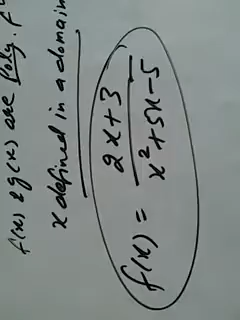 f(x) & g(x) are Poly. f
x defined in a domain
f(x) = 2x+3 / x²+5x-5